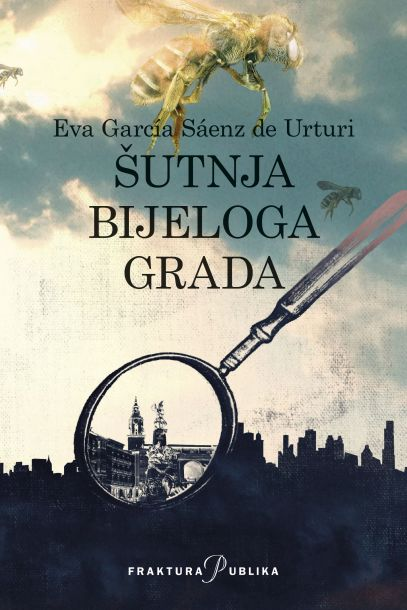 Eva García Sáenz de Urturi
ŠUTNJA
BIJELOGA
GRADA
FRAKTURA PUBLIKA